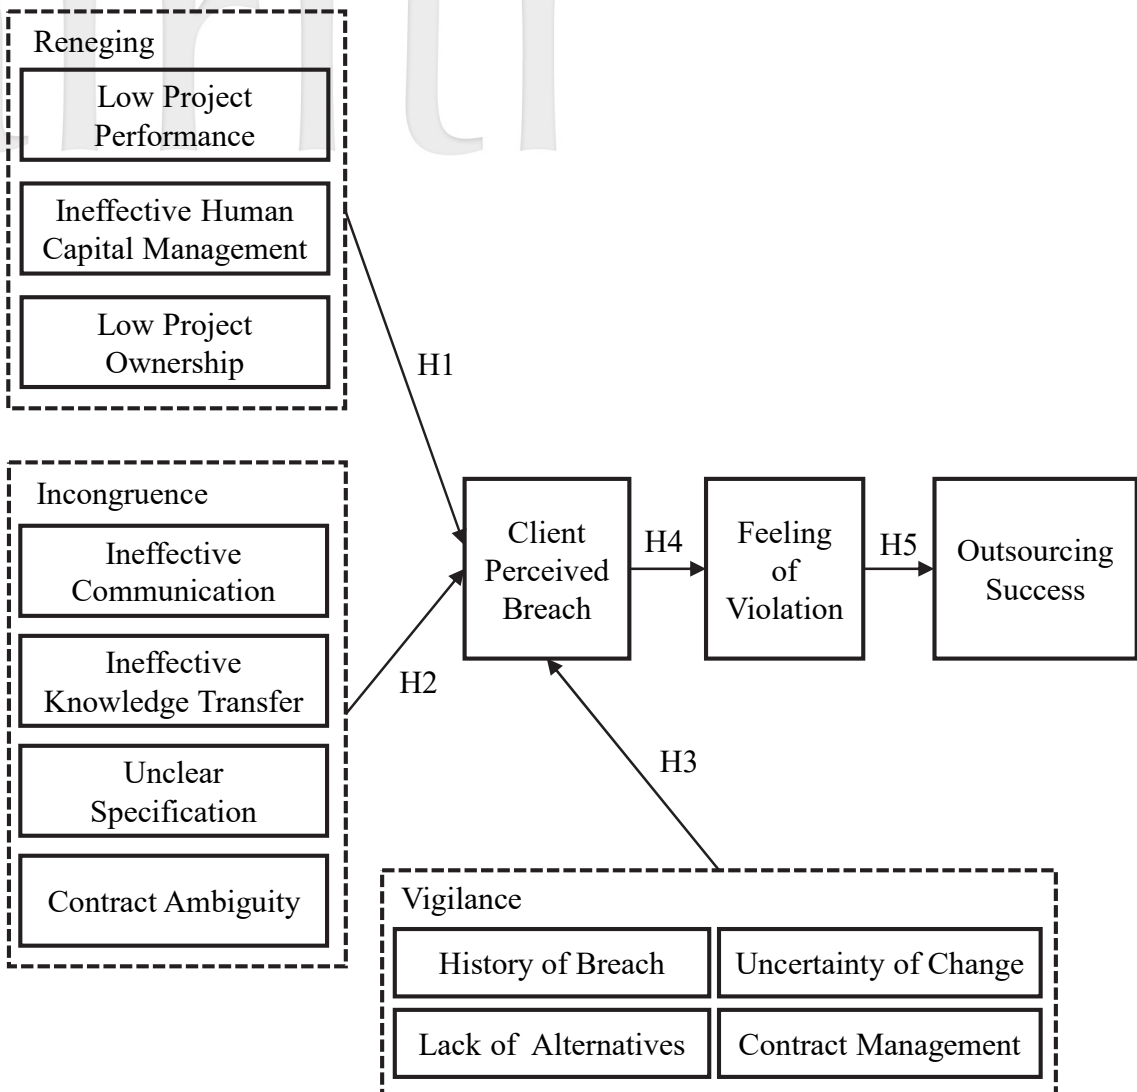 Reneging
Low Project
Performance
Ineffective Human
Capital Management
Low Project
Ownership
H1
Incongruence
Ineffective
Communication
Ineffective
Knowledge Transfer
Unclear
Specification
Contract Ambiguity
H2
Client
Perceived
Breach
H4
Feeling
of
Violation
H5
Outsourcing
Success
H3
Vigilance
History of Breach
Uncertainty of Change
Lack of Alternatives
Contract Management